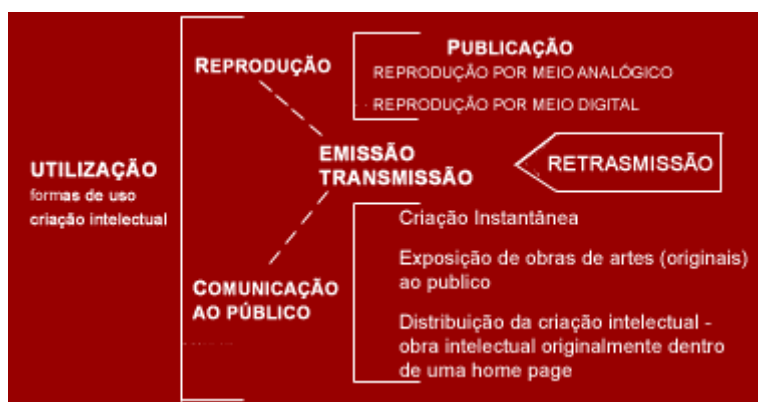 UTILIZAÇÃO
formas de uso
criação intelectual
REPRODUÇÃO
PUBLICAÇÃO
REPRODUÇÃO POR MEIO ANALÓGICO
REPRODUÇÃO POR MEIO DIGITAL
EMISSÃO
TRANSMISSÃO
RETRASMISSÃO
COMUNICAÇÃO
AO PÚBLICO
Criação Instantânea
Exposição de obras de artes (originais)
ao publico
Distribuição da criação intelectual -
obra intelectual originalmente dentro
de uma home page